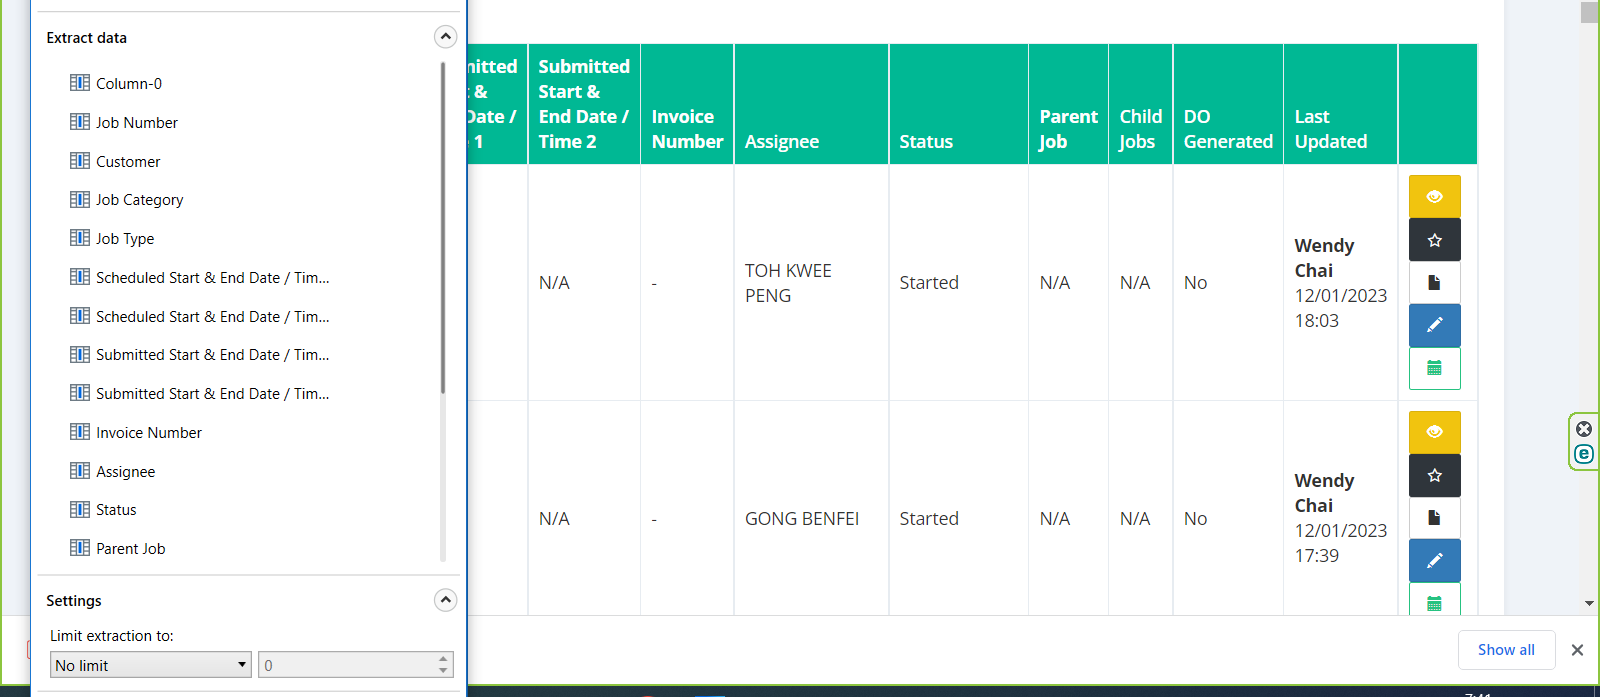 Extract data
Column-0
Job Number
Customer
Job Category
Job Type
Scheduled Start & End Date / Tim...
Scheduled Start & End Date / Tim...
Submitted Start & End Date / Tim...
Submitted Start & End Date / Tim...
Invoice Number
Assignee
Status
Parent Job
Settings
Limit extraction to:
No limit
0
mitted
&
Date /
1
Submitted
Start &
End Date /
Time 2
Invoice
Number
Assignee
Status
Parent
Job
Child
Jobs
DO
Generated
Last
Updated
N/A
-
TOH KWEE
PENG
Started
N/A
N/A
No
Wendy
Chai
12/01/2023
18:03
N/A
-
GONG BENFEI
Started
N/A
N/A
No
Wendy
Chai
12/01/2023
17:39
Show all